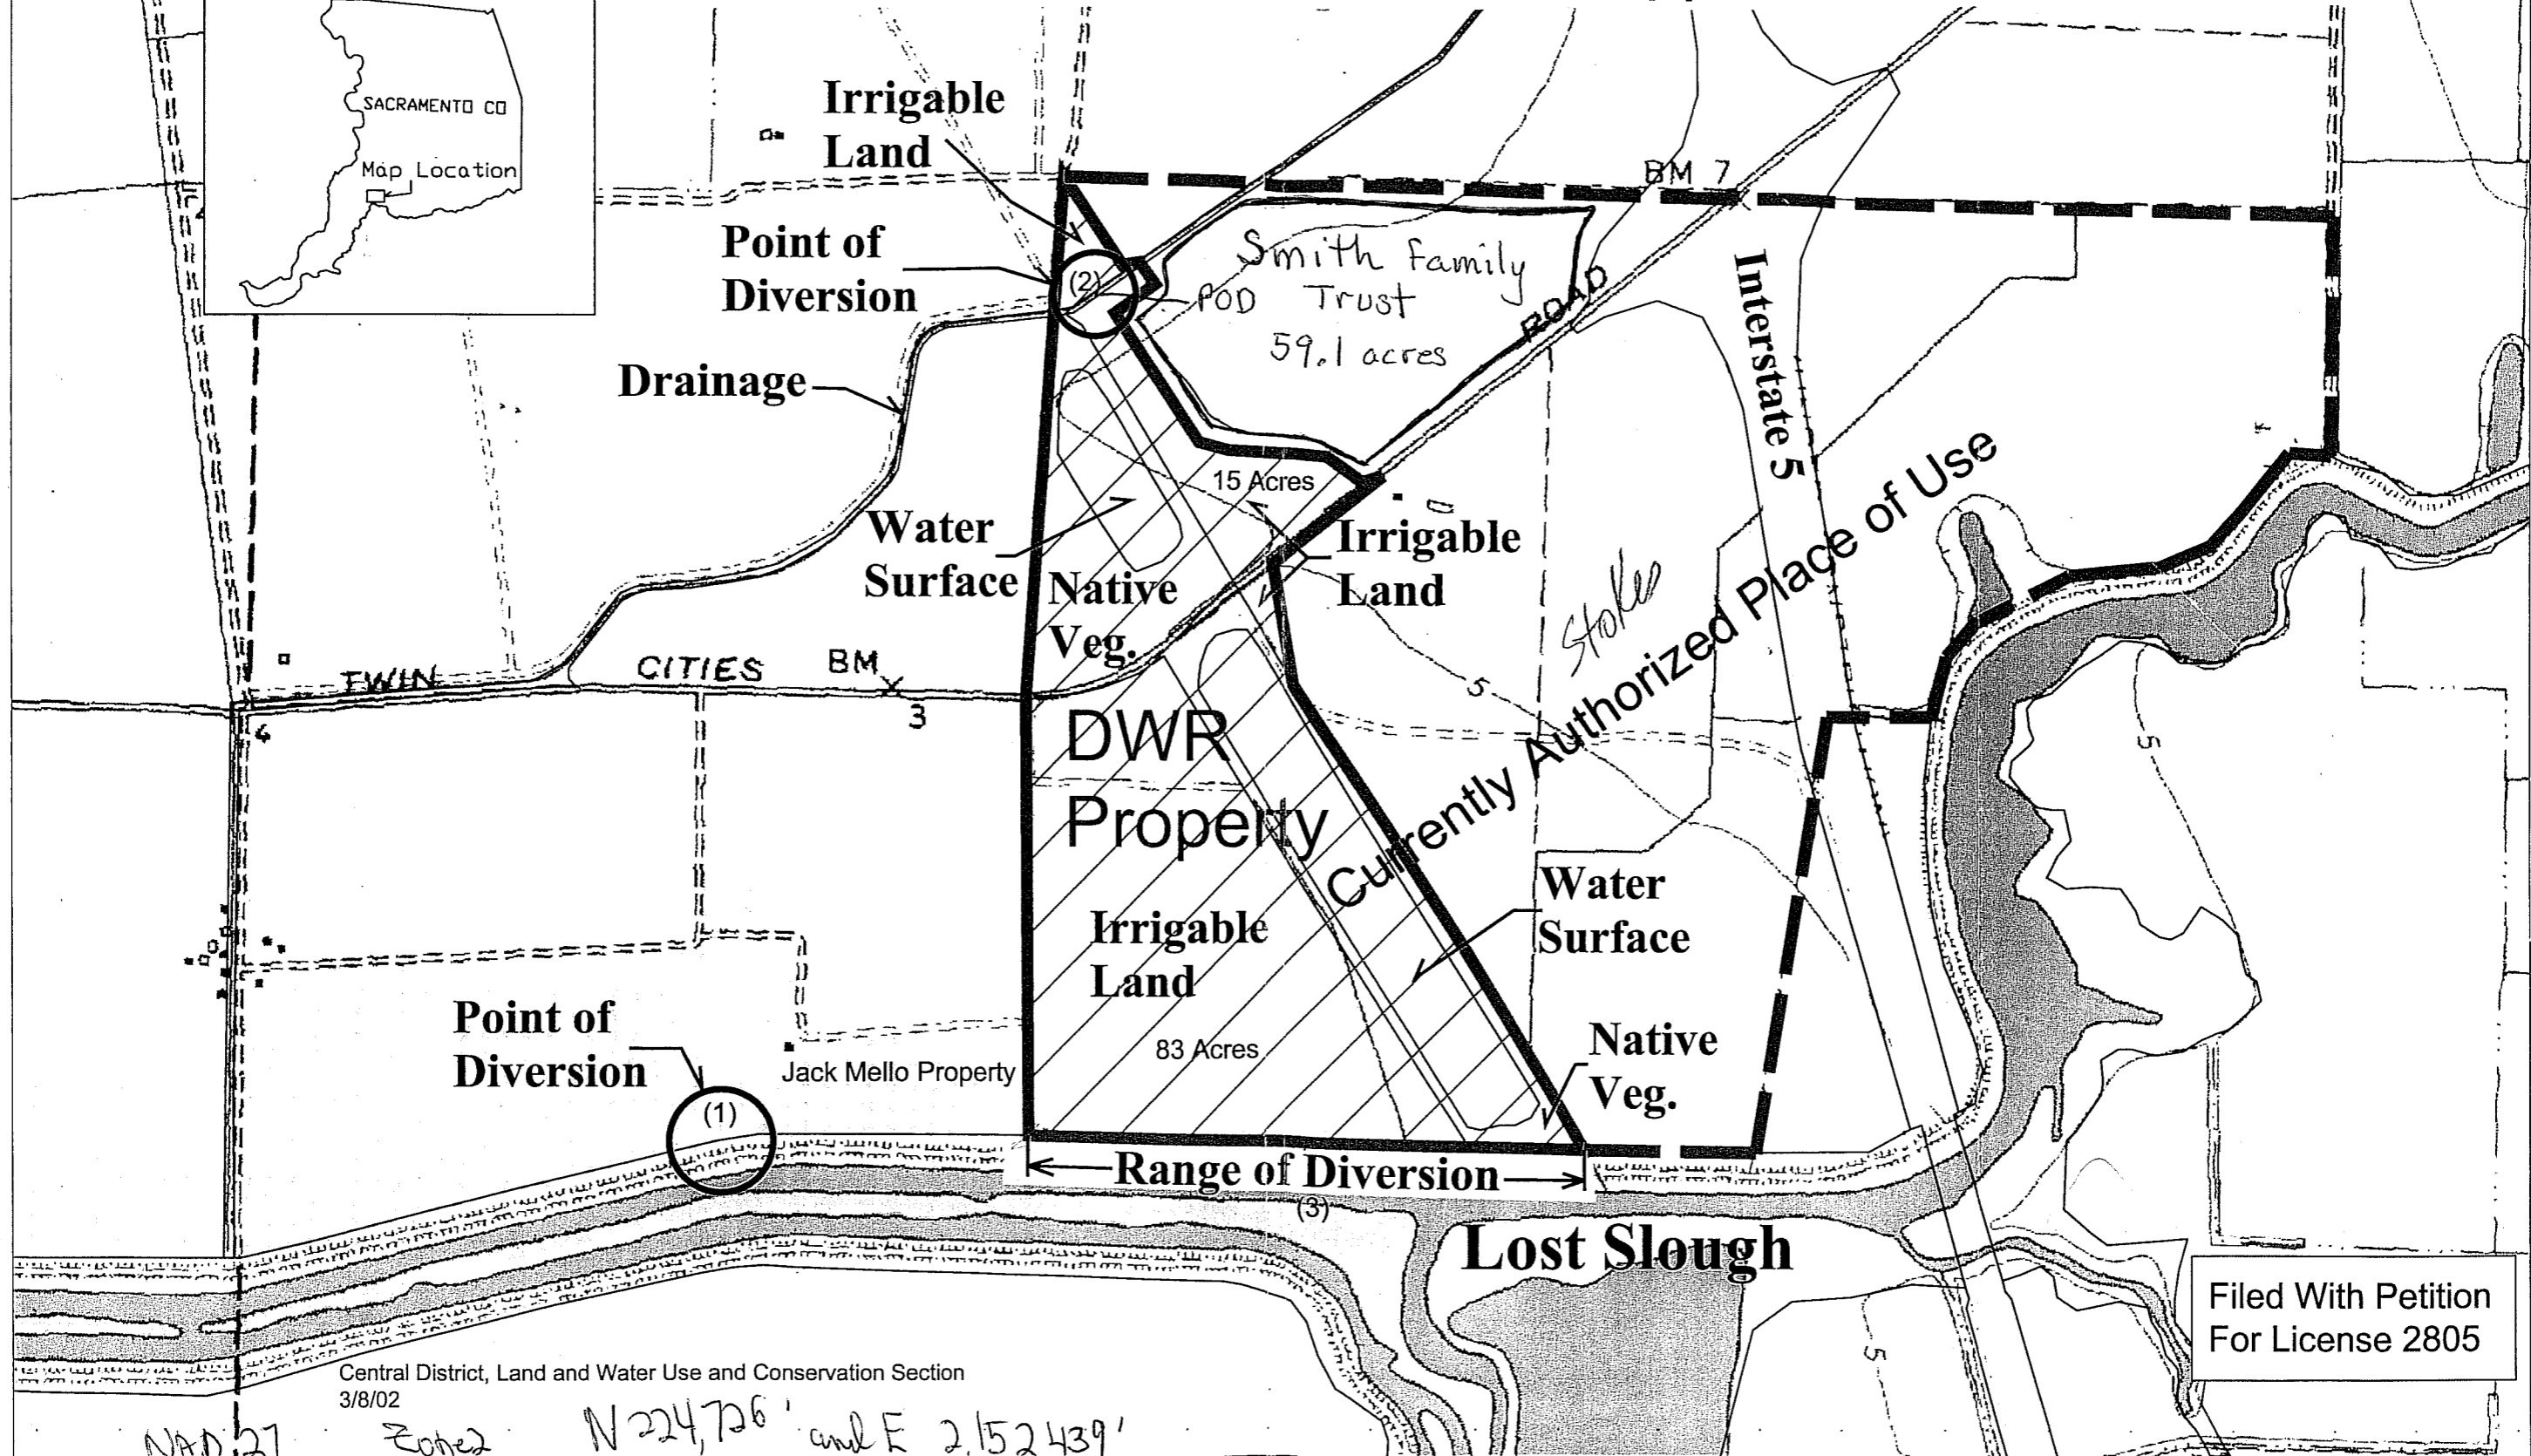 SACRAMENTO CO
Map Location
Irrigable
Land
BM 7
Point of
Diversion
(2)
POD
Smith Family
Trust
59.1 acres
ROAD
Interstate 5
Drainage
15 Acres
Water
Surface
Irrigable
Land
Native
Veg.
Stokes
Currently Authorized Place of Use
TWIN
CITIES
BM
3
4
5
5
DWR
Property
Water
Surface
Irrigable
Land
83 Acres
Point of
Diversion
(1)
Jack Mello Property
Native
Veg.
Range of Diversion
(3)
Lost Slough
Filed With Petition
For License 2805
5
Central District, Land and Water Use and Conservation Section
3/8/02
NAD 27 Zone 2 N 224,726' and E 2,152439'